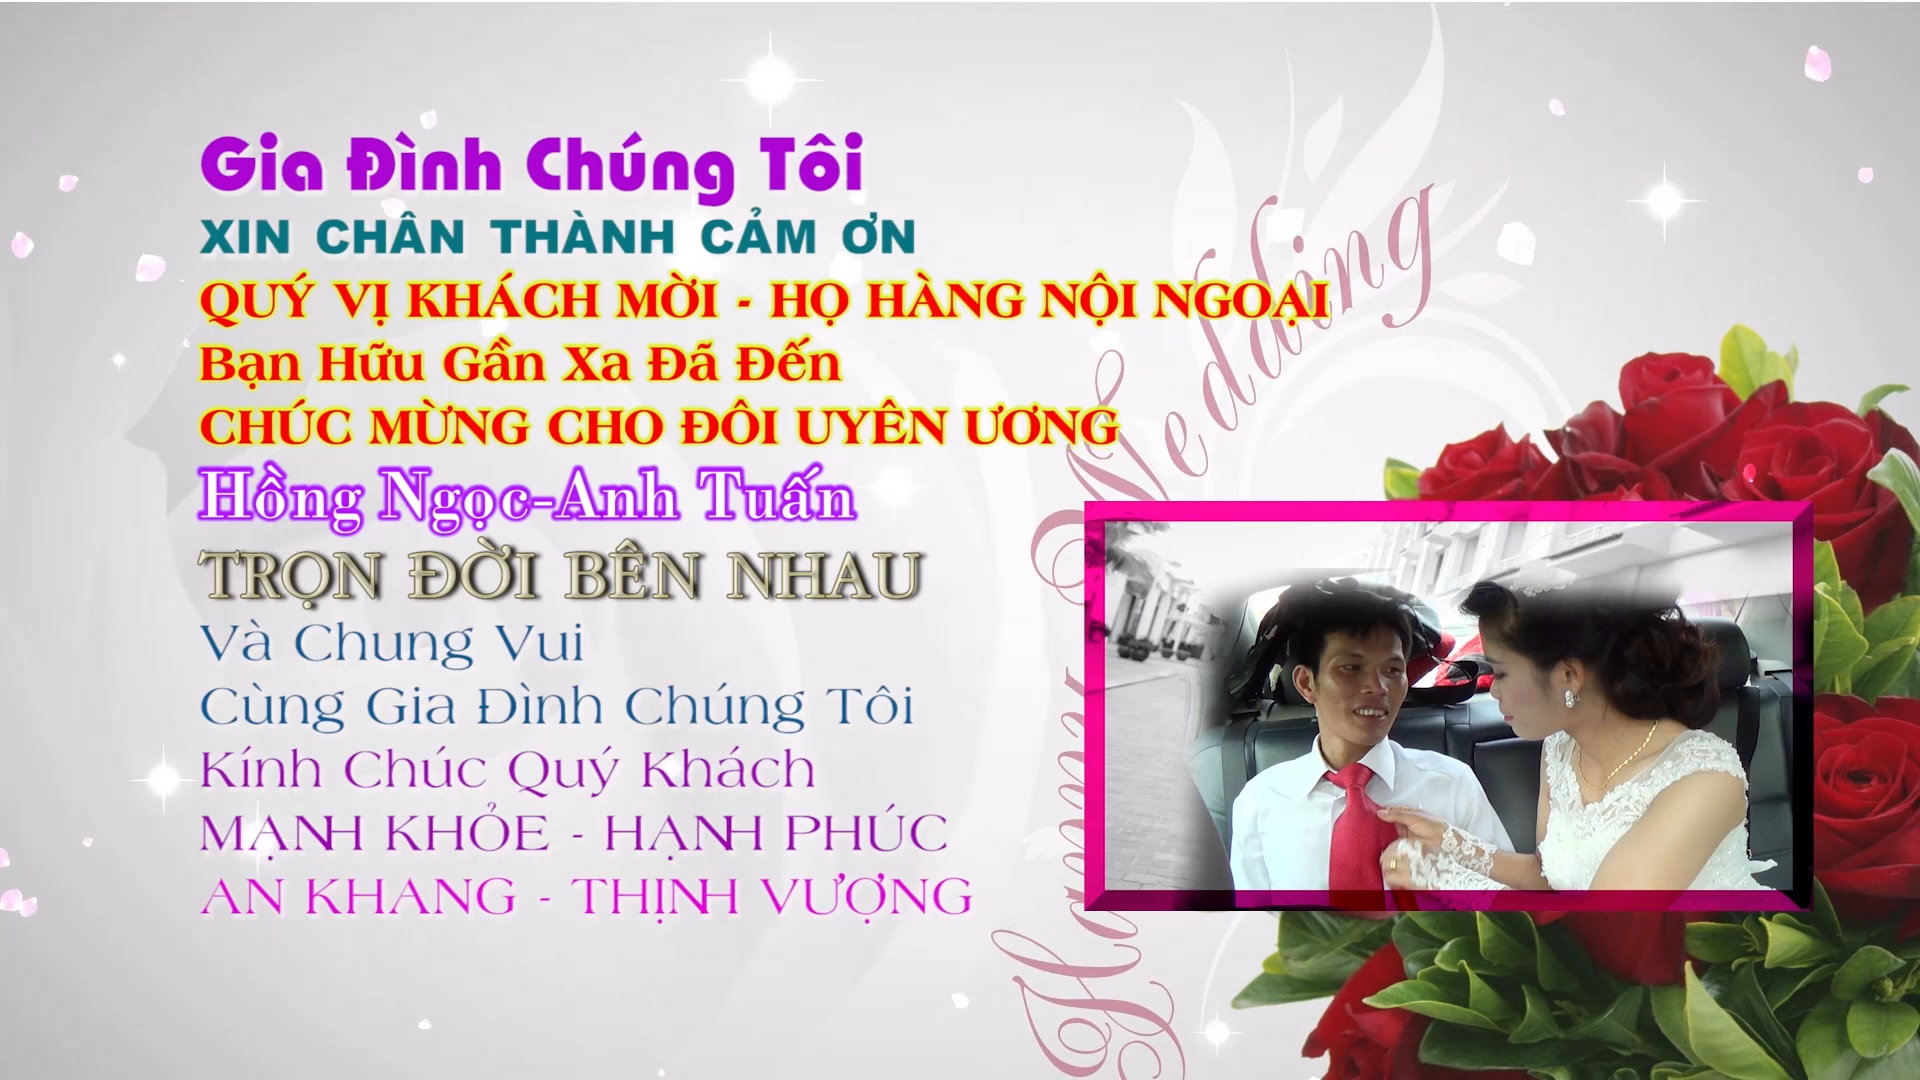 Gia Đình Chúng Tôi
XIN CHÂN THÀNH CẢM ƠN
QUÝ VỊ KHÁCH MỜI - HỌ HÀNG NỘI NGOẠI
Bạn Hữu Gần Xa Đã Đến
CHÚC MỪNG CHO ĐÔI UYÊN ƯƠNG
Hồng Ngọc-Anh Tuấn
TRỌN ĐỜI BÊN NHAU
Và Chung Vui
Cùng Gia Đình Chúng Tôi
Kính Chúc Quý Khách
MẠNH KHỎE - HẠNH PHÚC
AN KHANG - THỊNH VƯỢNG
Wedding